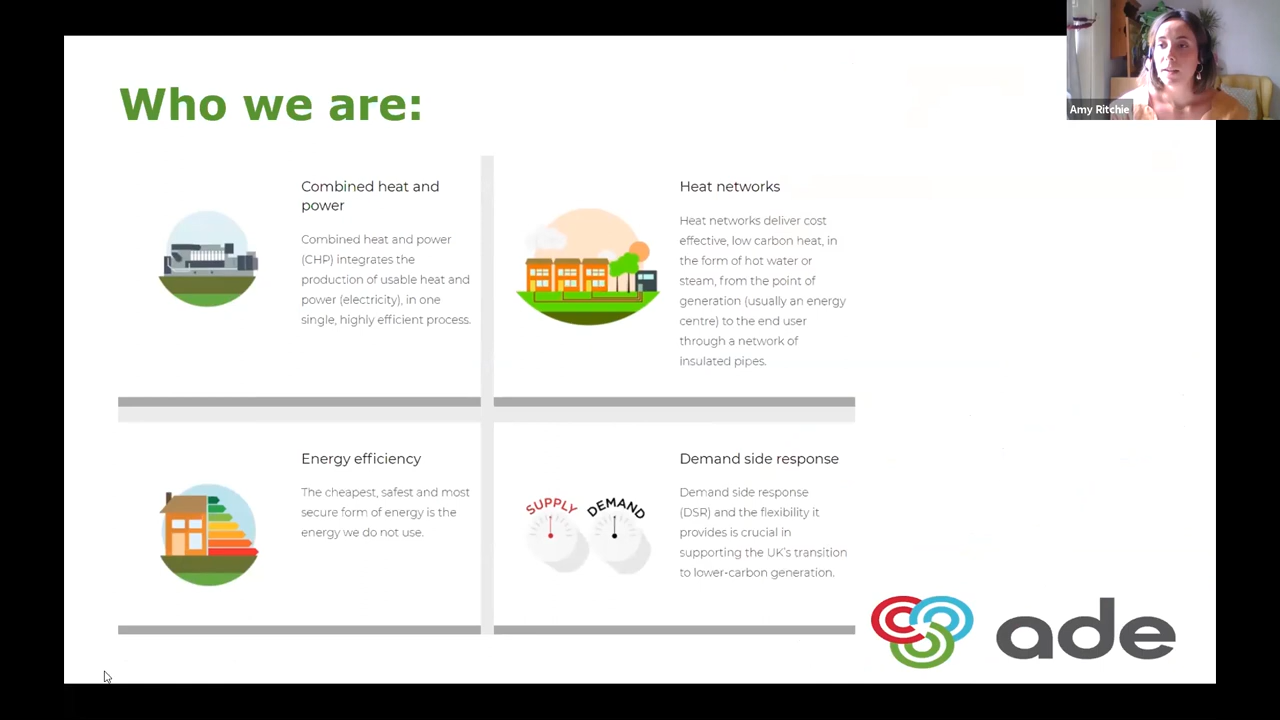 Who we are:
Amy Ritchie
Combined heat and
power
Combined heat and power
(CHP) integrates the
production of usable heat and
power (electricity), in one
single, highly efficient process.
Heat networks
Heat networks deliver cost
effective, low carbon heat, in
the form of hot water or
steam, from the point of
generation (usually an energy
centre) to the end user
through a network of
insulated pipes.
Energy efficiency
The cheapest, safest and most
secure form of energy is the
energy we do not use.
SUPPLY DEMAND
Demand side response
Demand side response
(DSR) and the flexibility it
provides is crucial in
supporting the UK's transition
to lower-carbon generation.
ade